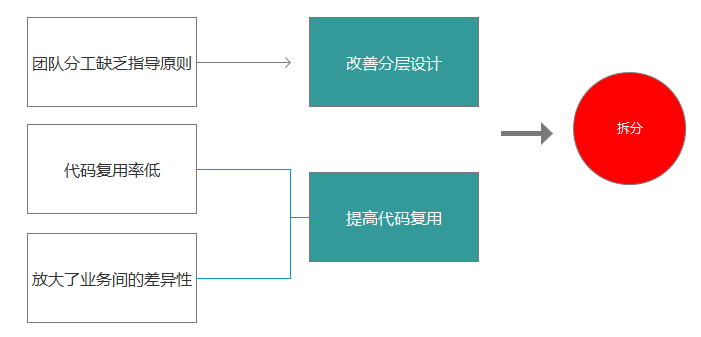 团队分工缺乏指导原则
改善分层设计
拆分
代码复用率低
提高代码复用
放大了业务间的差异性